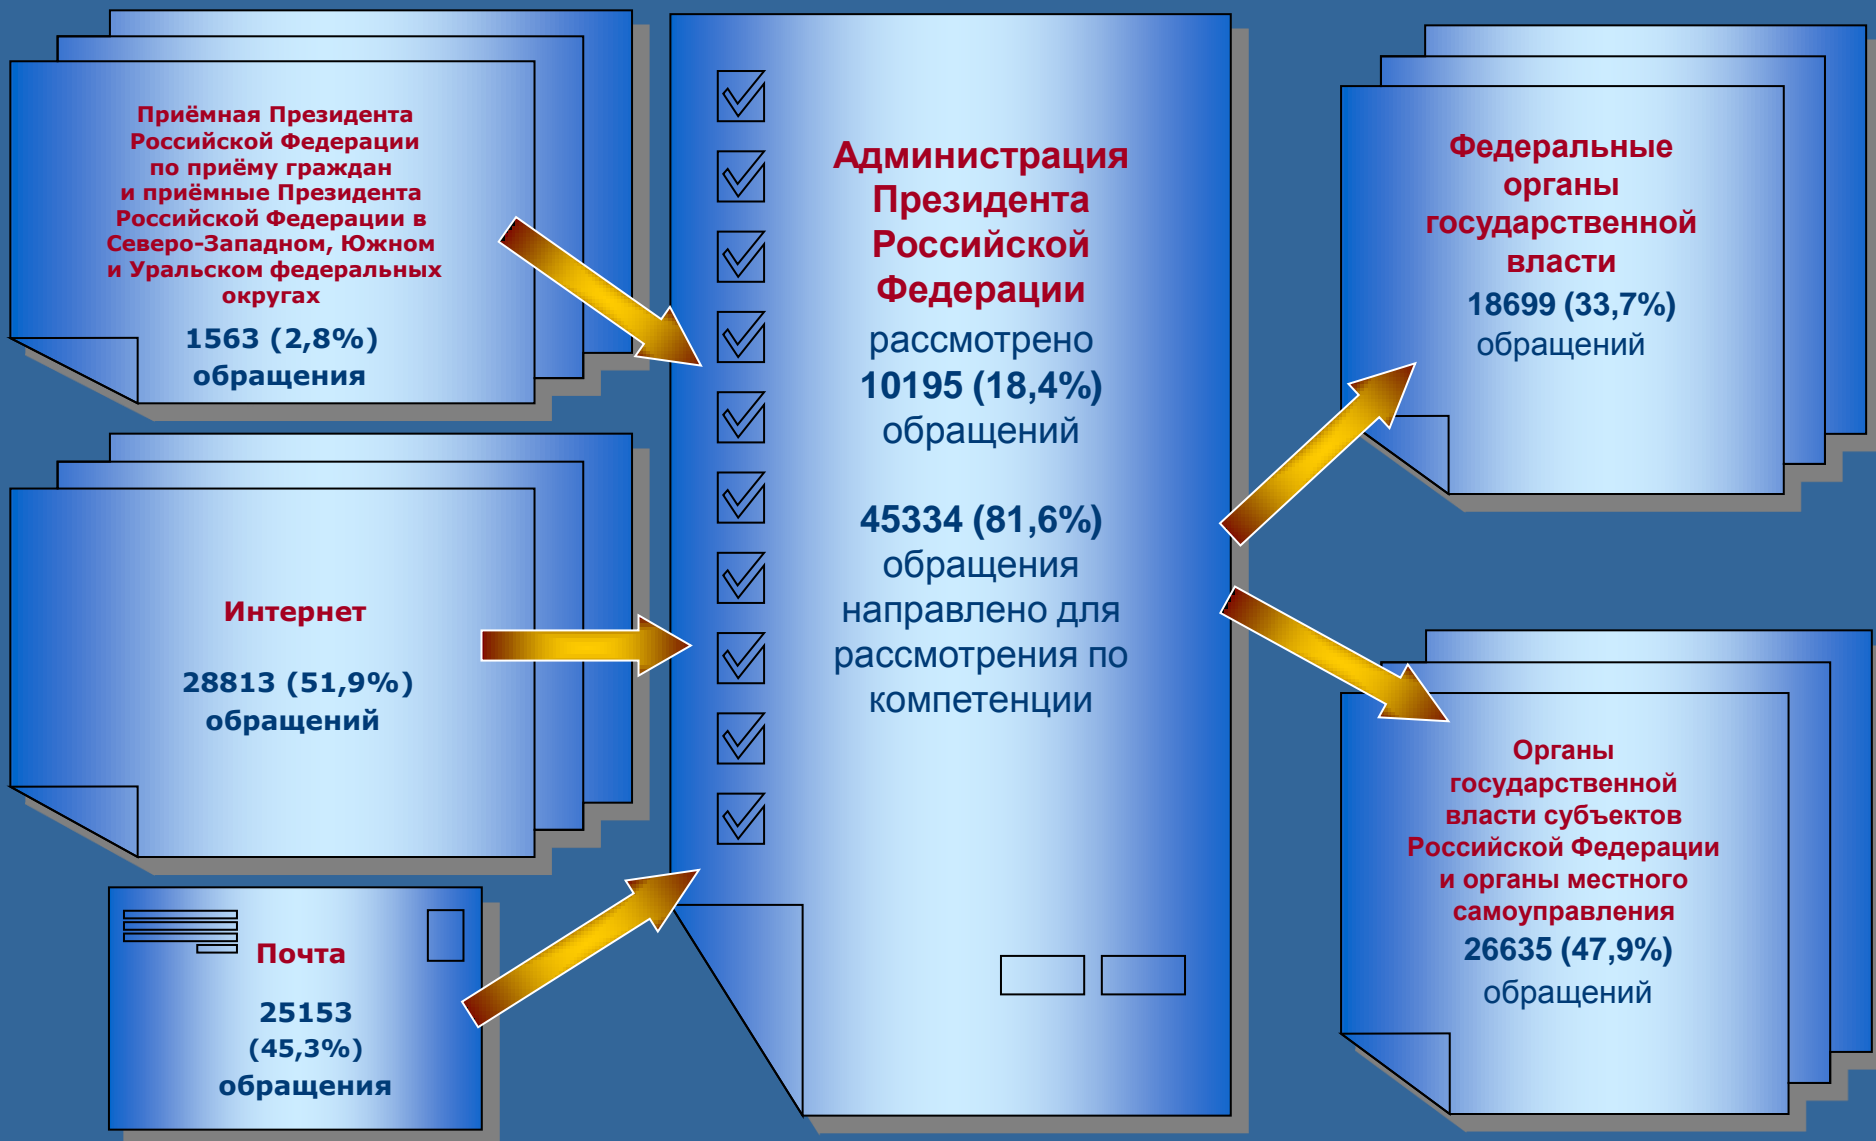 Приёмная Президента
Российской Федерации
по приёму граждан
и приёмные Президента
Российской Федерации в
Северо-Западном, Южном
и Уральском федеральных
округах
1563 (2,8%)
обращения
Интернет
28813 (51,9%)
обращений
Почта
25153
(45,3%)
обращения
Администрация
Президента
Российской
Федерации
рассмотрено
10195 (18,4%)
обращений
45334 (81,6%)
обращения
направлено для
рассмотрения по
компетенции
Федеральные
органы
государственной
власти
18699 (33,7%)
обращений
Органы
государственной
власти субъектов
Российской Федерации
и органы местного
самоуправления
26635 (47,9%)
обращений